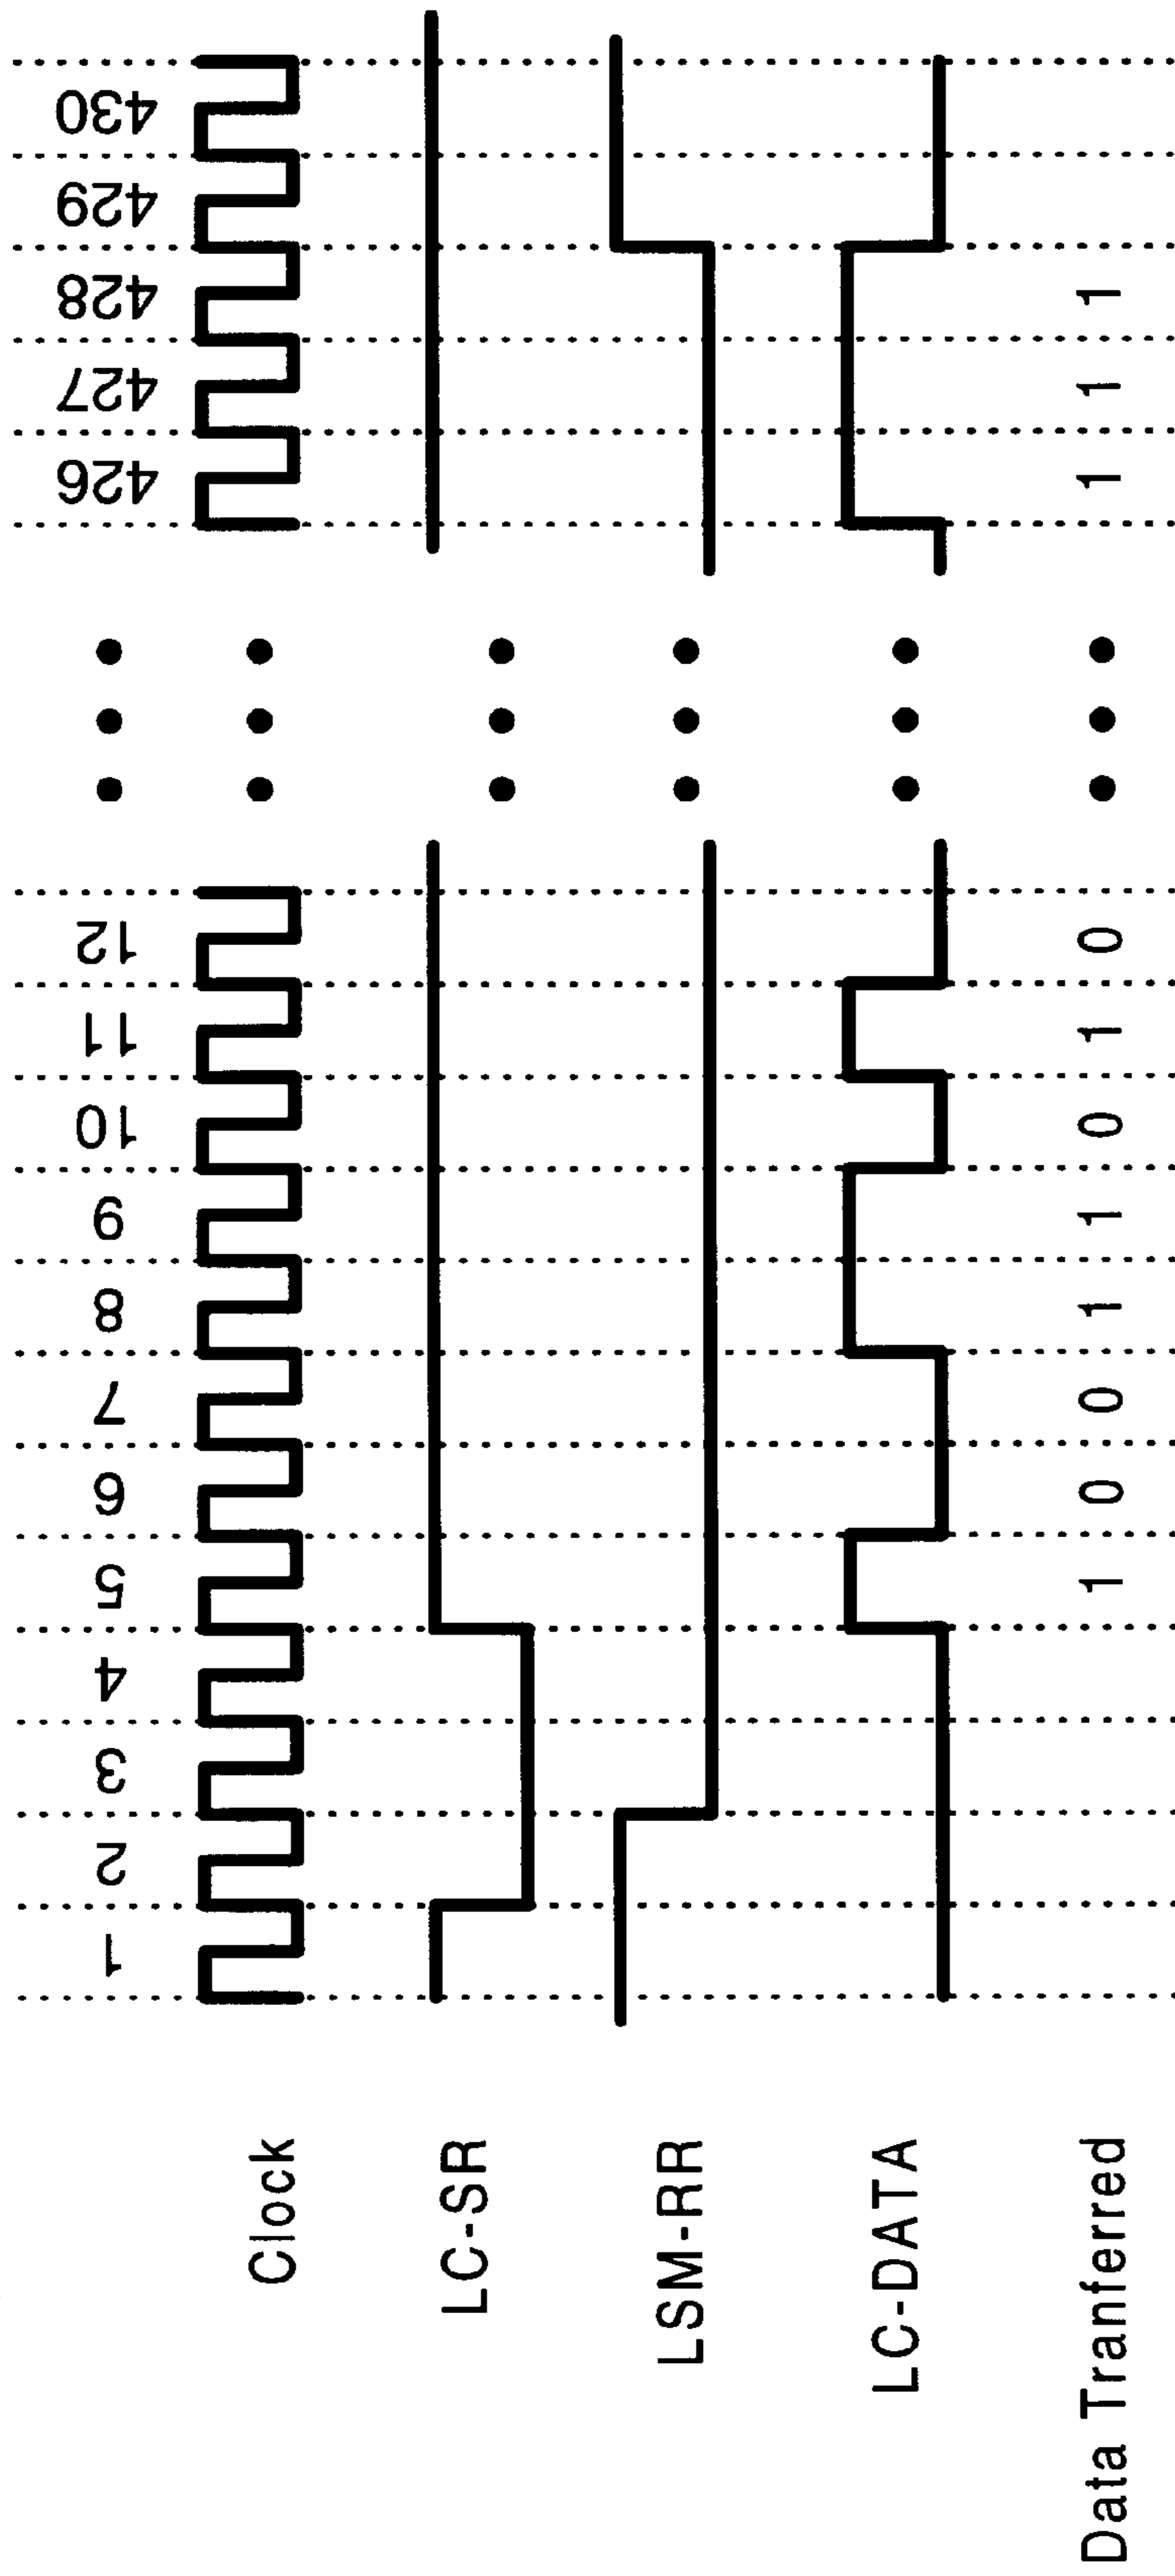 1 2 3 4 5 6 7 8 9 10 11 12 426 427 428 429 430
Clock
LC-SR
LSM-RR
LC-DATA
Data Tranferred 1 0 0 1 1 0 1 0 1 1 1